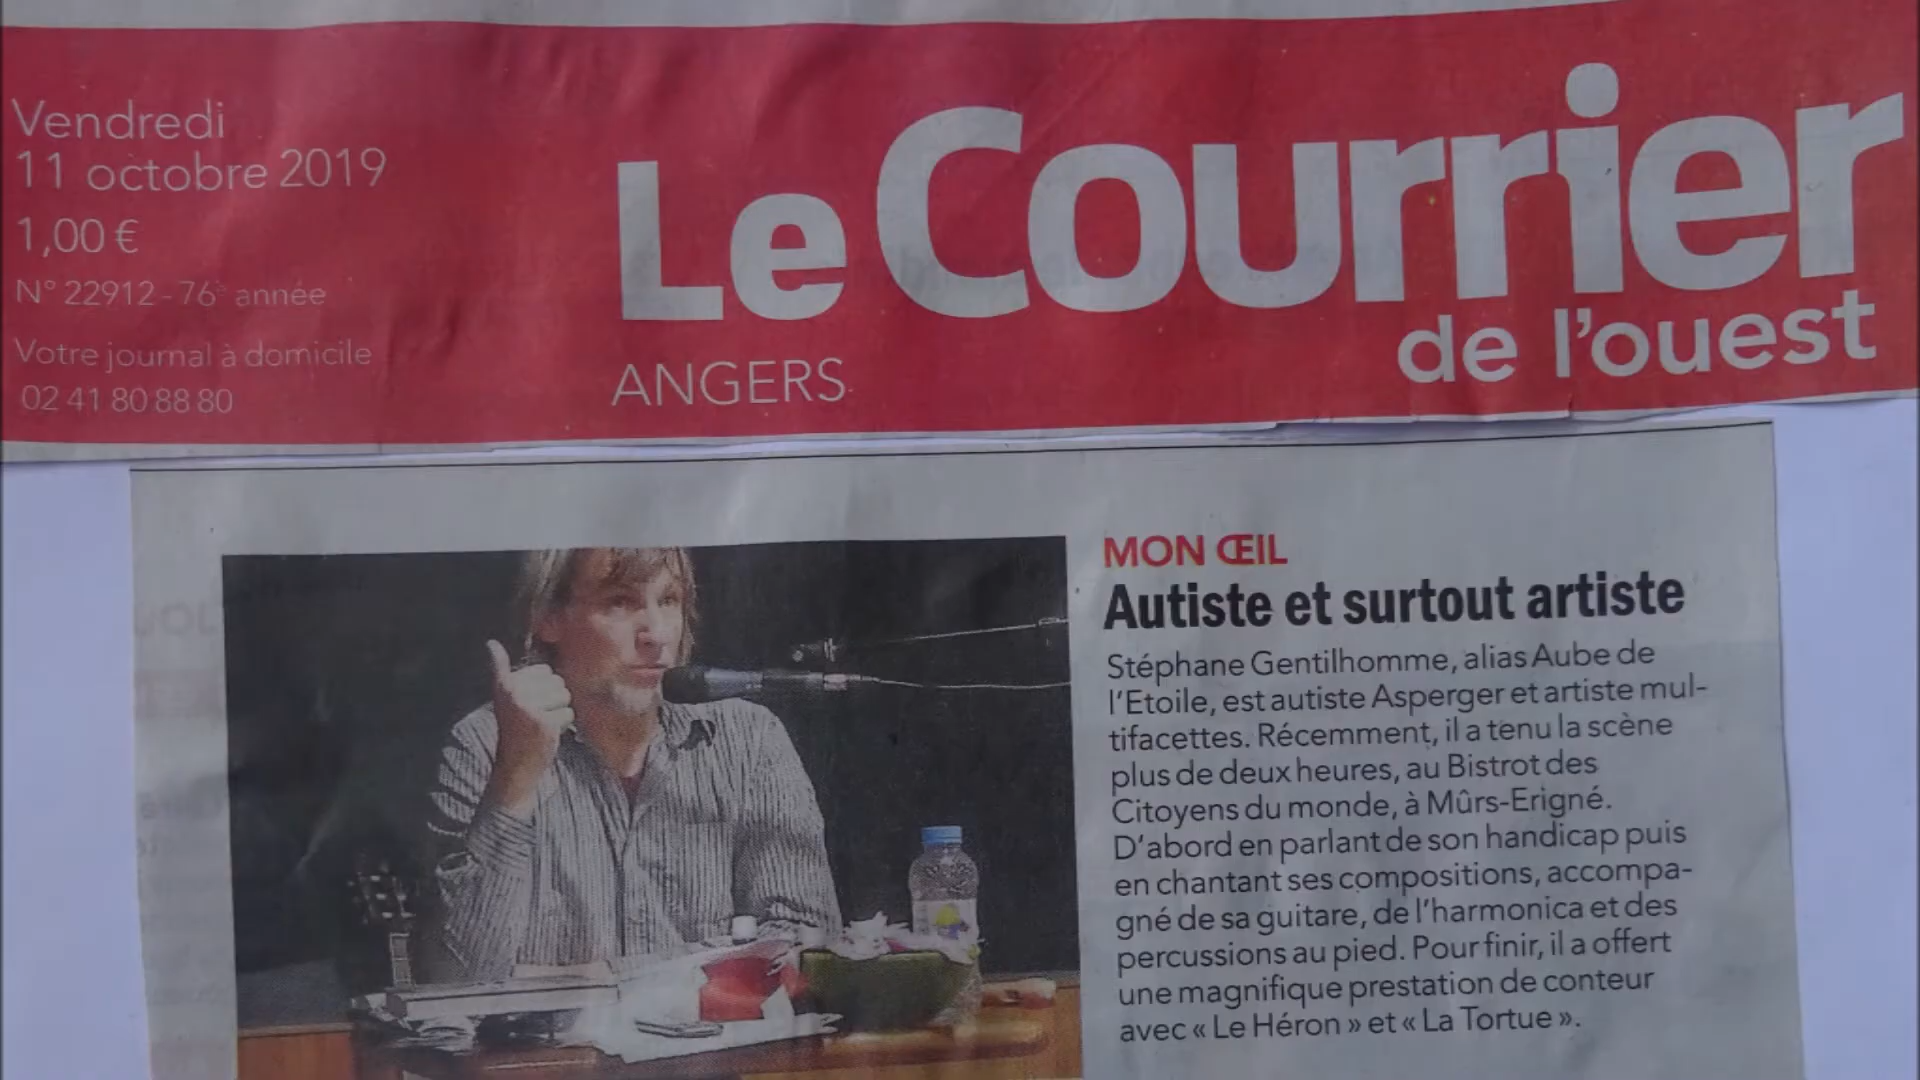 Vendredi
11 octobre 2019
1,00 €
N° 22912 - 76e année
Votre journal à domicile
02 41 80 88 80
Le Courrier
de l'ouest
ANGERS
MON ŒIL
Autiste et surtout artiste
Stéphane Gentilhomme, alias Aube de
l'Etoile, est autiste Asperger et artiste mul-
tifacettes. Récemment, il a tenu la scène
plus de deux heures, au Bistrot des
Citoyens du monde, à Mûrs-Erigné.
D'abord en parlant de son handicap puis
en chantant ses compositions, accompa-
gné de sa guitare, de l'harmonica et des
percussions au pied. Pour finir, il a offert
une magnifique prestation de conteur
avec « Le Héron » et « La Tortue ».